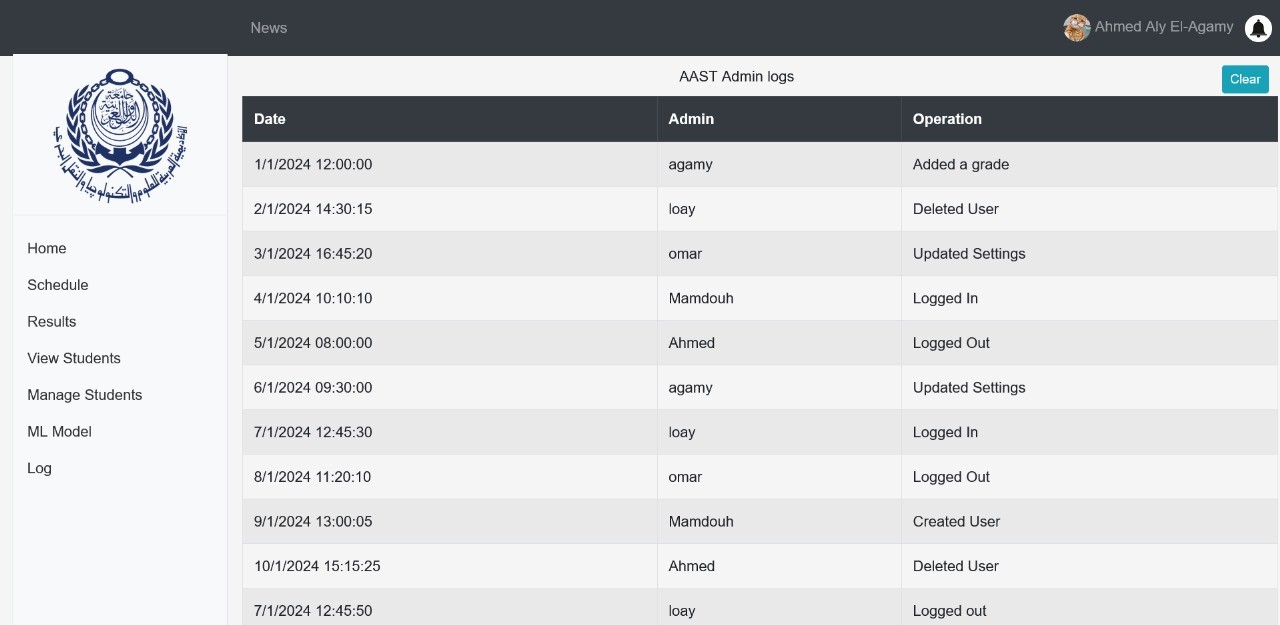 News
Ahmed Aly El-Agamy
AAST Admin logs
Clear
الأكاديمية العربية للعلوم والتكنولوجيا والنقل البحري
Home
Schedule
Results
View Students
Manage Students
ML Model
Log
Date Admin Operation
1/1/2024 12:00:00 agamy Added a grade
2/1/2024 14:30:15 loay Deleted User
3/1/2024 16:45:20 omar Updated Settings
4/1/2024 10:10:10 Mamdouh Logged In
5/1/2024 08:00:00 Ahmed Logged Out
6/1/2024 09:30:00 agamy Updated Settings
7/1/2024 12:45:30 loay Logged In
8/1/2024 11:20:10 omar Logged Out
9/1/2024 13:00:05 Mamdouh Created User
10/1/2024 15:15:25 Ahmed Deleted User
7/1/2024 12:45:50 loay Logged out